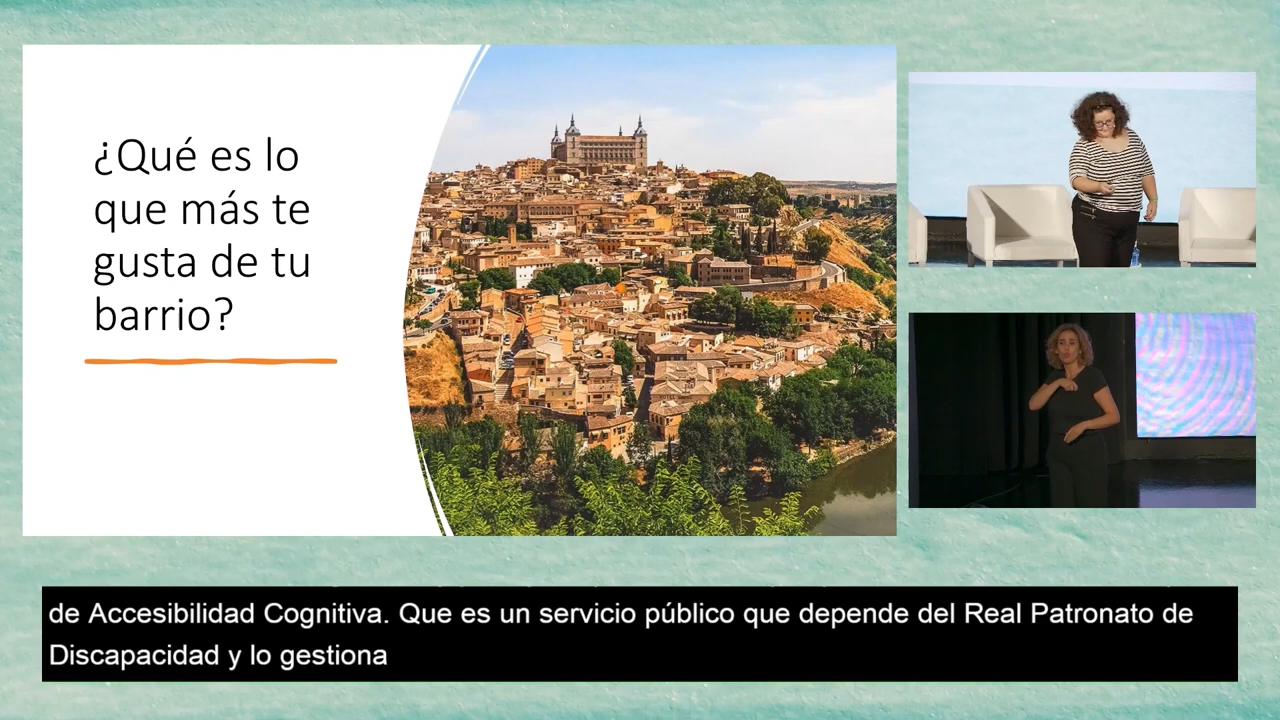 ¿Qué es lo
que más te
gusta de tu
barrio?
de Accesibilidad Cognitiva. Que es un servicio público que depende del Real Patronato de
Discapacidad y lo gestiona